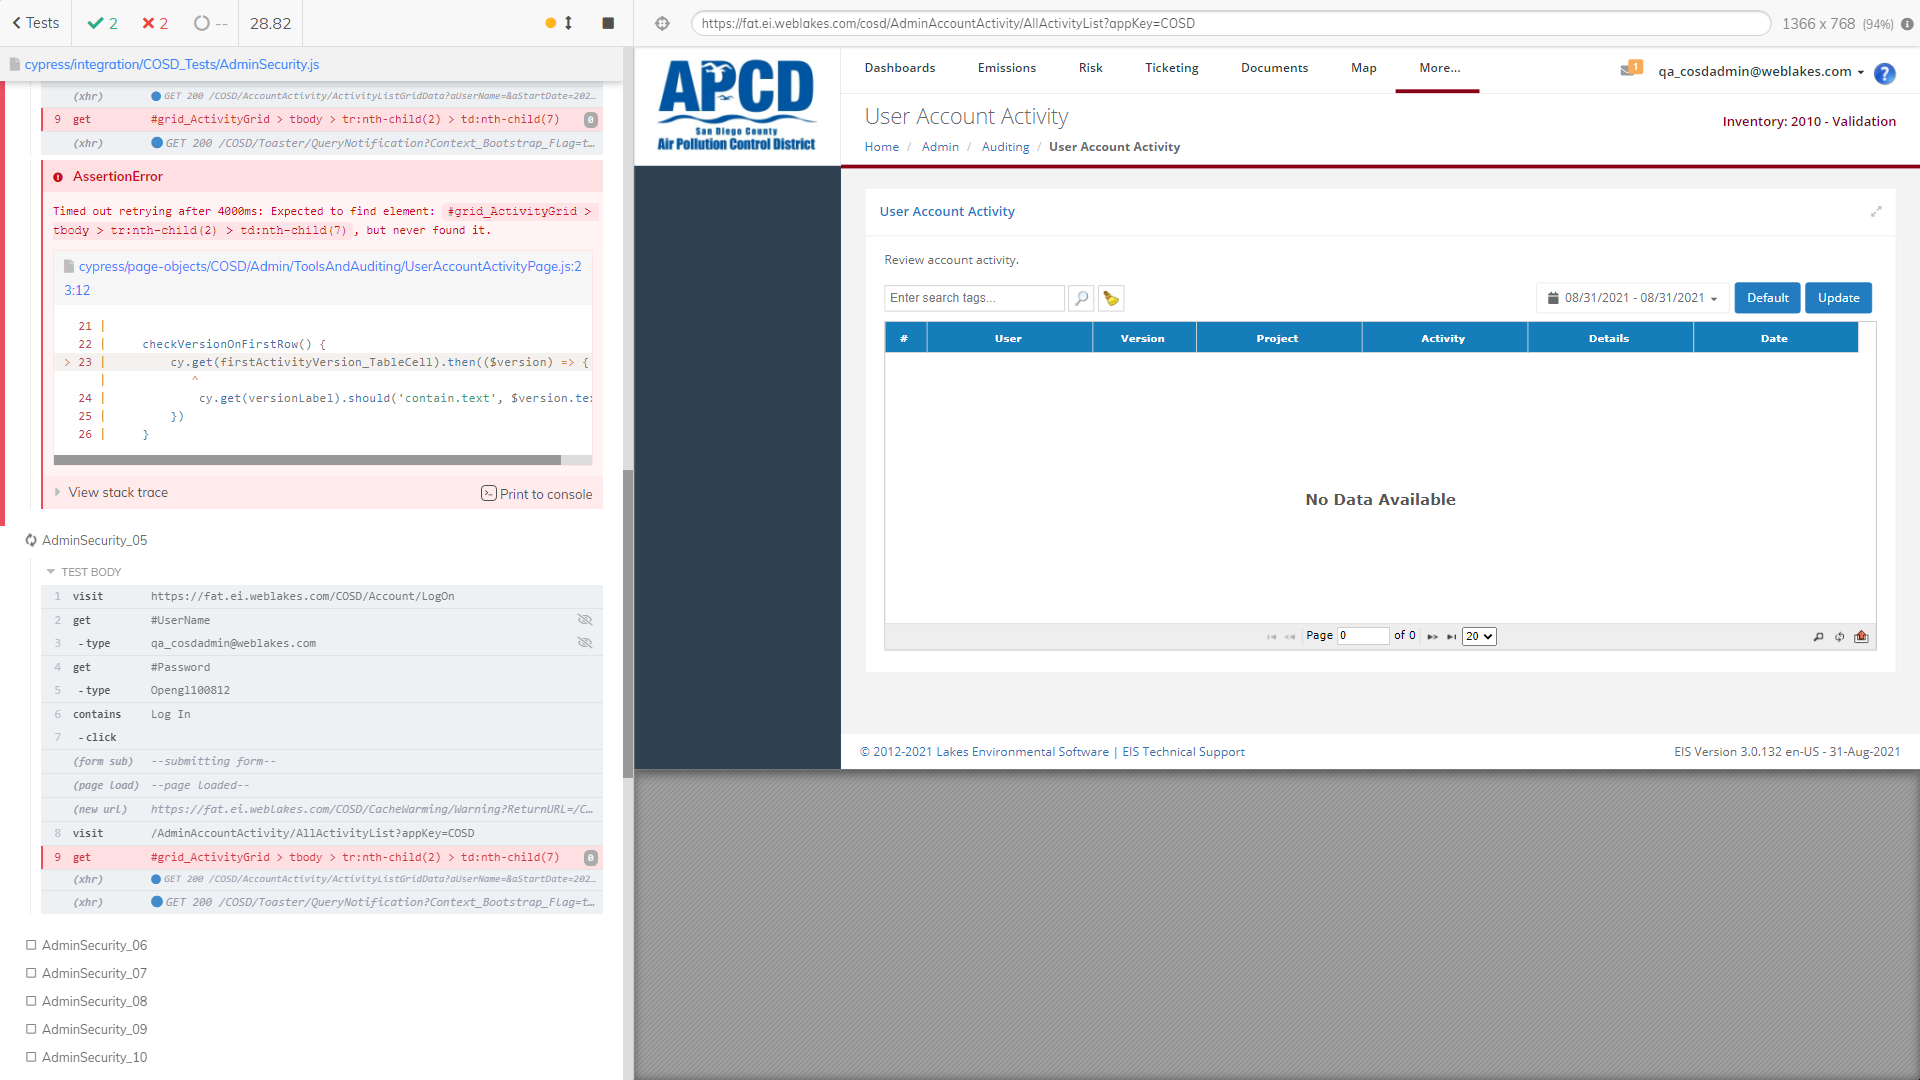 Tests
2
2
--
28.82
cypress/integration/COSD_Tests/AdminSecurity.js
(xhr) GET 200 /COSD/AccountActivity/ActivityListGridData?aUserName=&aStartDate=202...
9 get #grid_ActivityGrid > tbody > tr:nth-child(2) > td:nth-child(7) 0
(xhr) GET 200 /COSD/Toaster/QueryNotification?Context_Bootstrap_Flag=t...
AssertionError
Timed out retrying after 4000ms: Expected to find element: #grid_ActivityGrid >
tbody > tr:nth-child(2) > td:nth-child(7) , but never found it.
cypress/page-objects/COSD/Admin/ToolsAndAuditing/UserAccountActivityPage.js:2
3:12
21 |
22 | checkVersionOnFirstRow() {
> 23 | cy.get(firstActivityVersion_TableCell).then(($version) => {
| ^
24 | cy.get(versionLabel).should('contain.text', $version.te
25 | })
26 | }
View stack trace
Print to console
AdminSecurity_05
TEST BODY
1 visit https://fat.ei.weblakes.com/COSD/Account/LogOn
2 get #UserName
3 -type qa_cosdadmin@weblakes.com
4 get #Password
5 -type Opengl100812
6 contains Log In
7 -click
(form sub) --submitting form--
(page load) --page loaded--
(new url) https://fat.ei.weblakes.com/COSD/CacheWarming/Warning?ReturnURL=/C...
8 visit /AdminAccountActivity/AllActivityList?appKey=COSD
9 get #grid_ActivityGrid > tbody > tr:nth-child(2) > td:nth-child(7) 0
(xhr) GET 200 /COSD/AccountActivity/ActivityListGridData?aUserName=&aStartDate=202...
(xhr) GET 200 /COSD/Toaster/QueryNotification?Context_Bootstrap_Flag=t...
AdminSecurity_06
AdminSecurity_07
AdminSecurity_08
AdminSecurity_09
AdminSecurity_10
https://fat.ei.weblakes.com/cosd/AdminAccountActivity/AllActivityList?appKey=COSD
1366 x 768 (94%)
APCD
San Diego County
Air Pollution Control District
Dashboards Emissions Risk Ticketing Documents Map More...
1
qa_cosdadmin@weblakes.com
?
User Account Activity
Inventory: 2010 - Validation
Home / Admin / Auditing / User Account Activity
User Account Activity
Review account activity.
Enter search tags...
08/31/2021 - 08/31/2021
Default
Update
# User Version Project Activity Details Date
No Data Available
Page 0 of 0 20
© 2012-2021 Lakes Environmental Software | EIS Technical Support
EIS Version 3.0.132 en-US - 31-Aug-2021